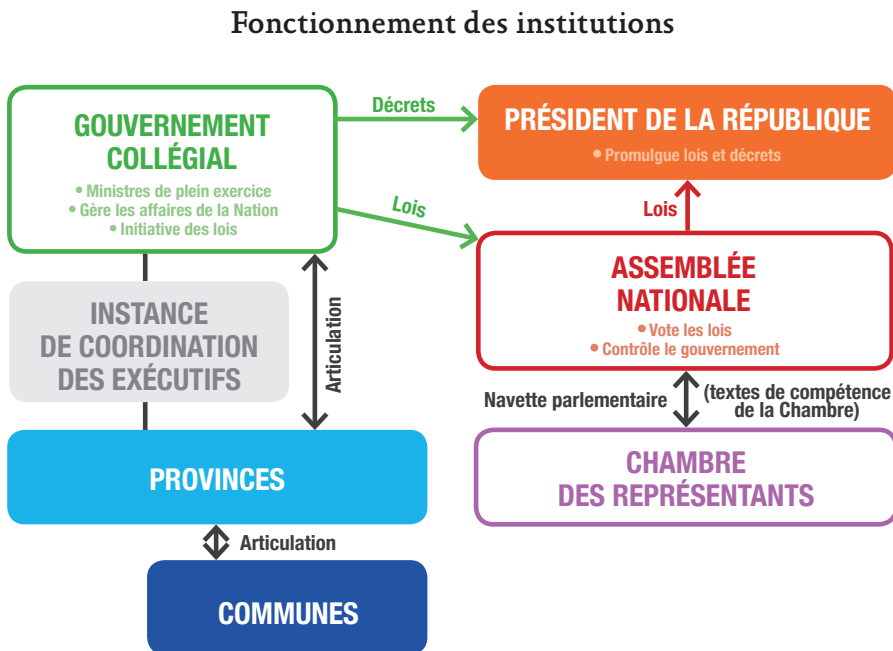 Fonctionnement des institutions
GOUVERNEMENT
COLLÉGIAL
• Ministres de plein exercice
• Gère les affaires de la Nation
• Initiative des lois
Décrets
Lois
PRÉSIDENT DE LA RÉPUBLIQUE
• Promulgue lois et décrets
Lois
ASSEMBLÉE
NATIONALE
• Vote les lois
• Contrôle le gouvernement
INSTANCE
DE COORDINATION
DES EXÉCUTIFS
Articulation
Navette parlementaire
(textes de compétence
de la Chambre)
PROVINCES
CHAMBRE
DES REPRÉSENTANTS
Articulation
COMMUNES